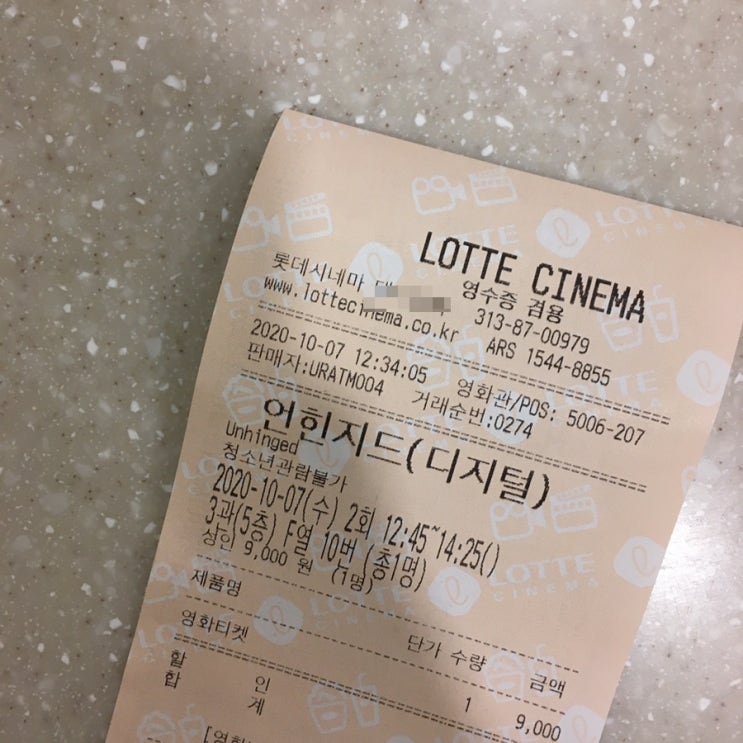 LOTTE CINEMA
영수증 겸용
롯데시네마
313-87-00979
www.lottecinema.co.kr
ARS 1544-8855
2020-10-07 12:34:05
영화관/POS: 5006-207
판매자:URATM004
거래순번:0274
언힌지드(디지털)
Unhinged
청소년관람불가
2020-10-07(수) 2회 12:45~14:25()
3관(5층) F열 10번 (총1명)
성인 9,000 원 (1명)
제품명
단가 수량 금액
영화티켓
1 9,000
할 인
합 계